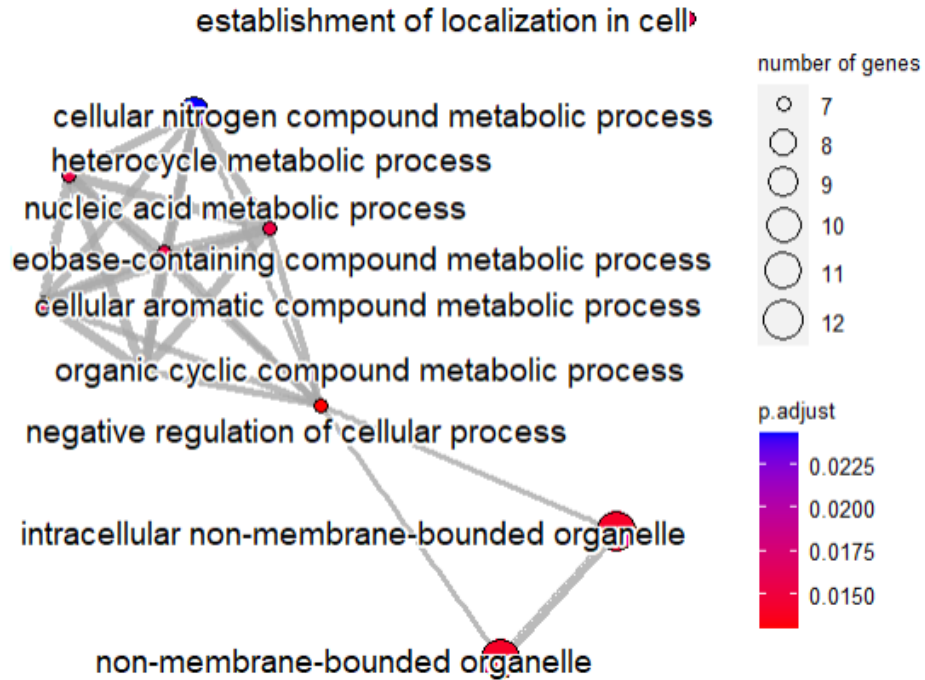 establishment of localization in cell
cellular nitrogen compound metabolic process
heterocycle metabolic process
nucleic acid metabolic process
eobase-containing compound metabolic process
cellular aromatic compound metabolic process
organic cyclic compound metabolic process
negative regulation of cellular process
intracellular non-membrane-bounded organelle
non-membrane-bounded organelle
number of genes
7
8
9
10
11
12
p.adjust
0.0225
0.0200
0.0175
0.0150